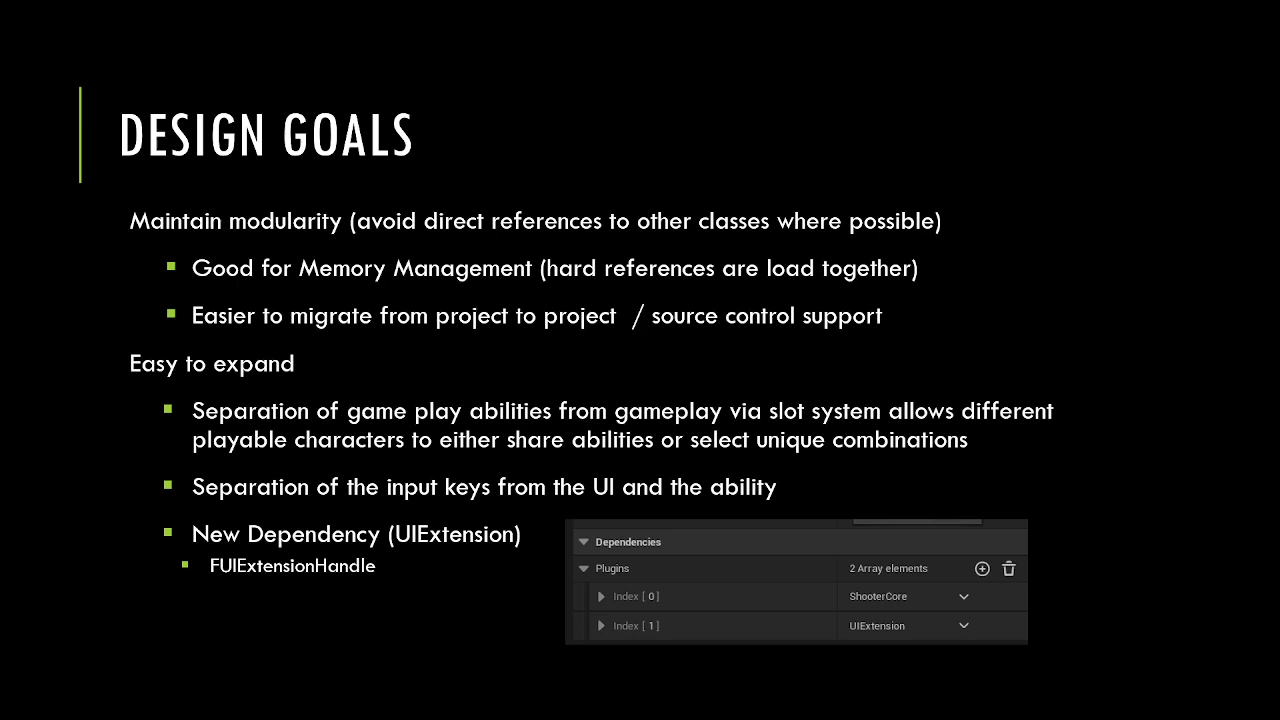 DESIGN GOALS
Maintain modularity (avoid direct references to other classes where possible)
Good for Memory Management (hard references are load together)
Easier to migrate from project to project / source control support
Easy to expand
Separation of game play abilities from gameplay via slot system allows different
playable characters to either share abilities or select unique combinations
Separation of the input keys from the UI and the ability
New Dependency (UIExtension)
FUIExtensionHandle
Dependencies
Plugins 2 Array elements
Index [ 0 ] ShooterCore
Index [ 1 ] UIExtension